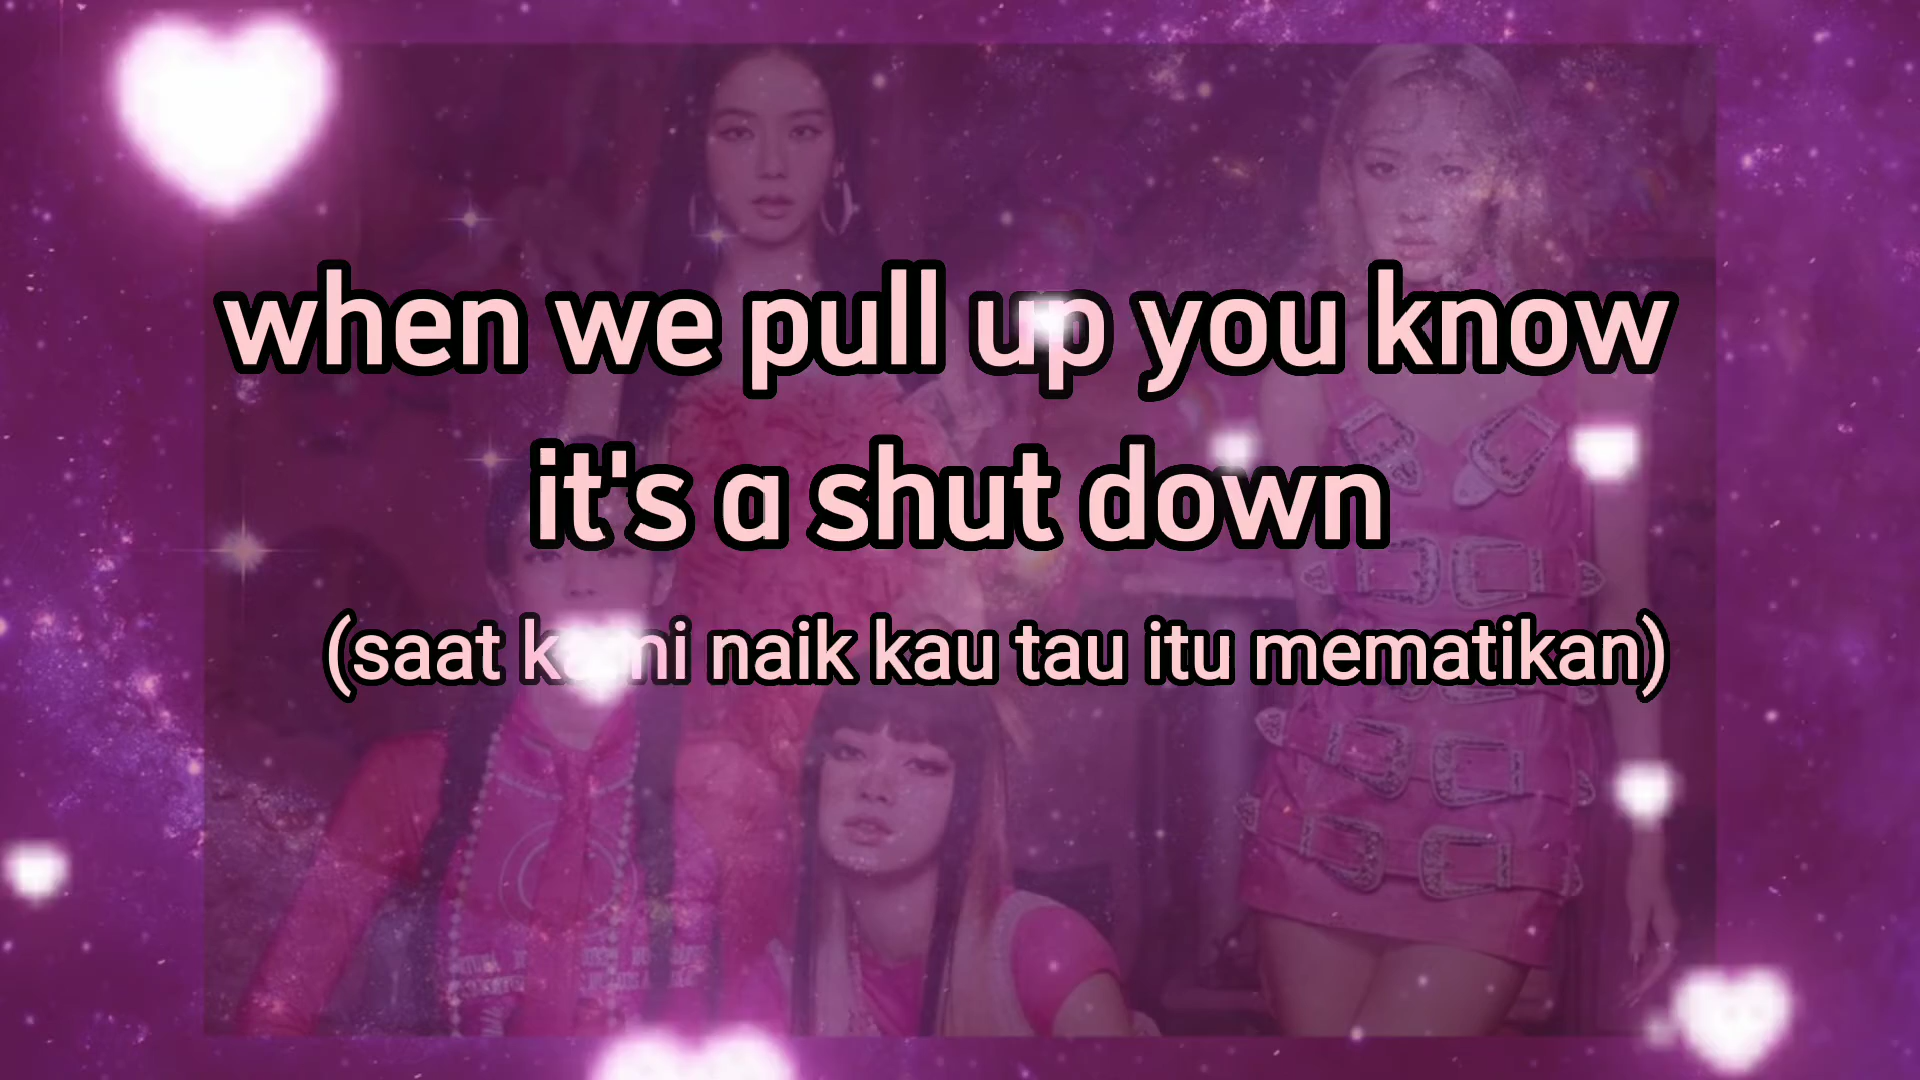 when we pull up you know
it's a shut down
(saat kami naik kau tau itu mematikan)